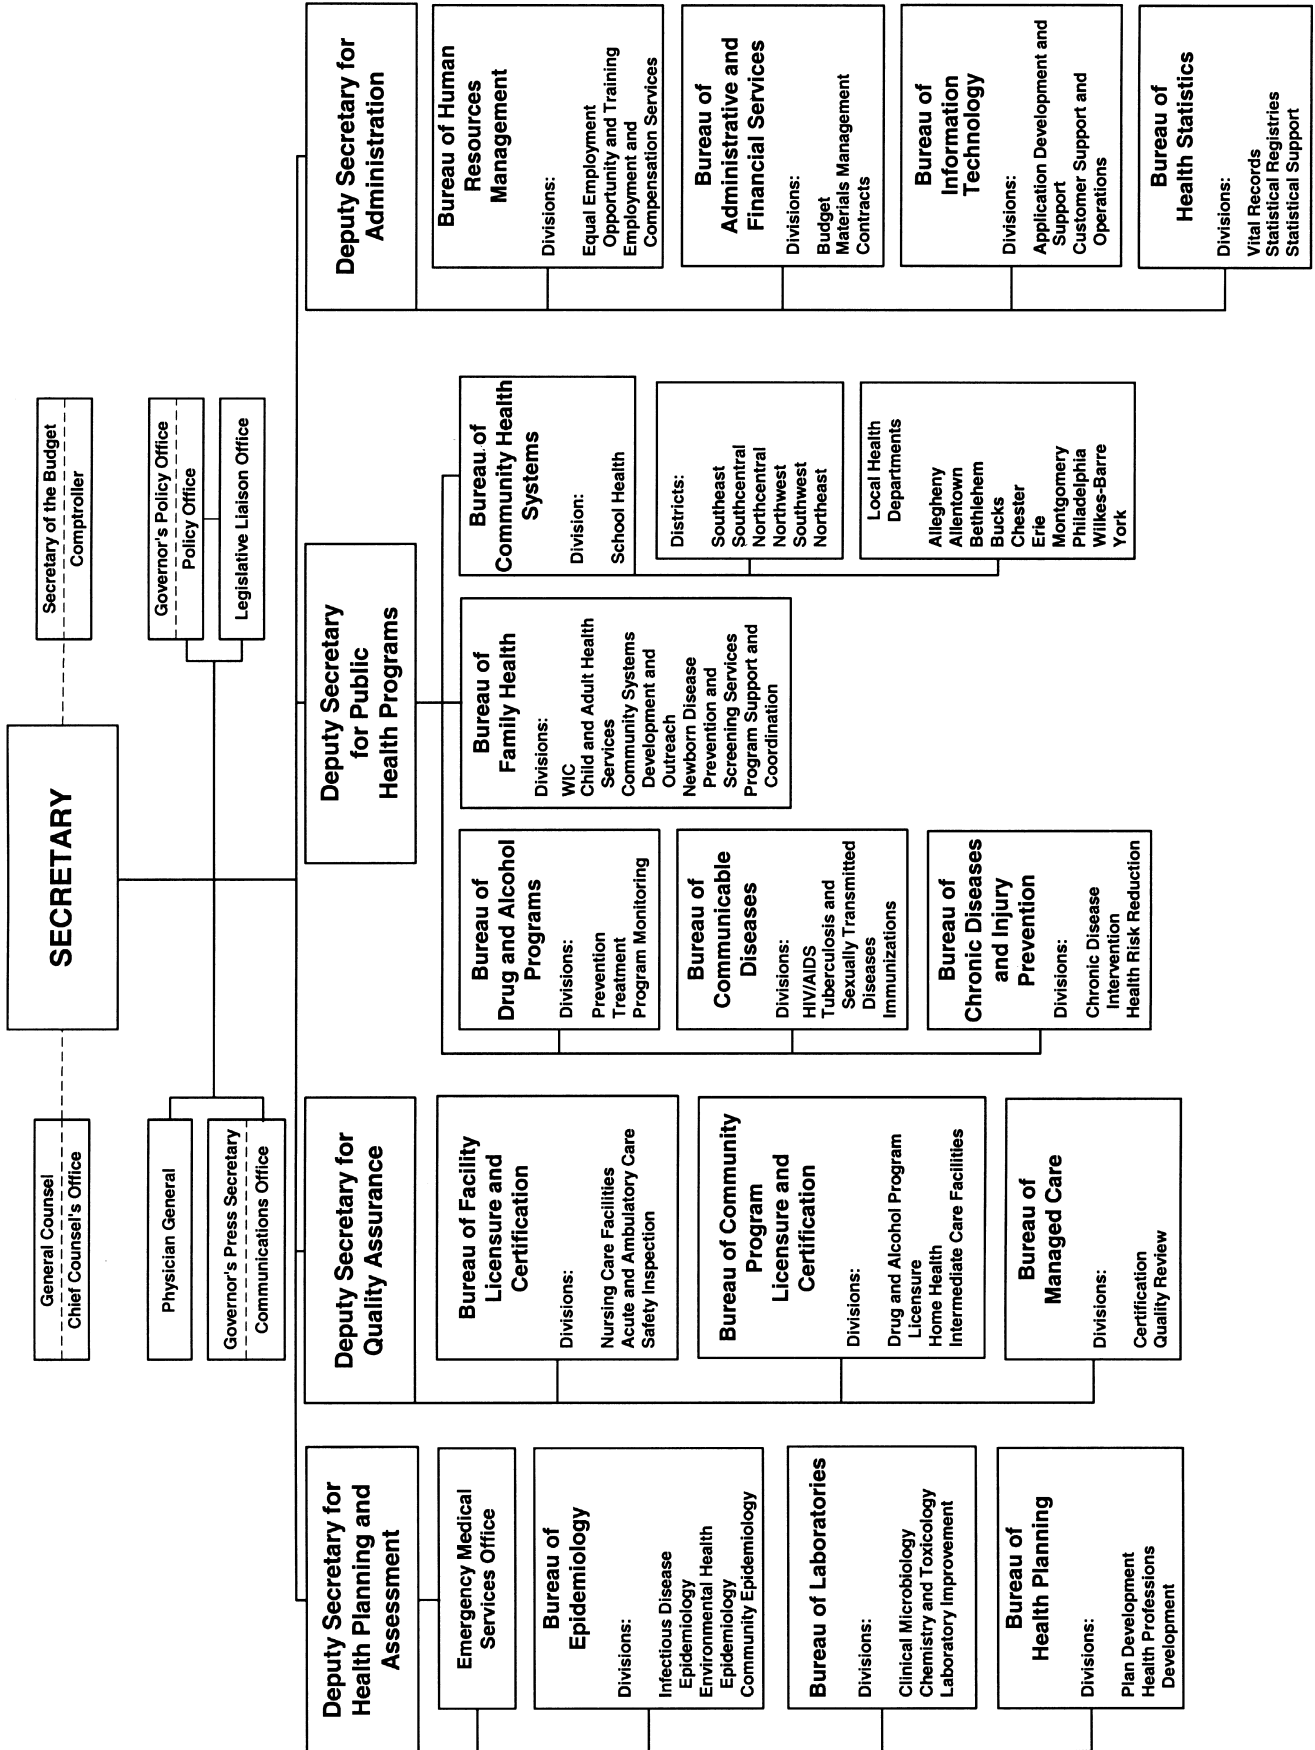 SECRETARY
General Counsel
Chief Counsel's Office
Secretary of the Budget
Comptroller
Physician General
Governor's Press Secretary
Communications Office
Governor's Policy Office
Policy Office
Legislative Liaison Office
Deputy Secretary for
Health Planning and
Assessment
Emergency Medical
Services Office
Bureau of
Epidemiology
Divisions:
Infectious Disease
Epidemiology
Environmental Health
Epidemiology
Community Epidemiology
Bureau of Laboratories
Divisions:
Clinical Microbiology
Chemistry and Toxicology
Laboratory Improvement
Bureau of
Health Planning
Divisions:
Plan Development
Health Professions
Development
Deputy Secretary for
Quality Assurance
Bureau of Facility
Licensure and
Certification
Divisions:
Nursing Care Facilities
Acute and Ambulatory Care
Safety Inspection
Bureau of Community
Program
Licensure and
Certification
Divisions:
Drug and Alcohol Program
Licensure
Home Health
Intermediate Care Facilities
Bureau of
Managed Care
Divisions:
Certification
Quality Review
Deputy Secretary
for Public
Health Programs
Bureau of
Drug and Alcohol
Programs
Divisions:
Prevention
Treatment
Program Monitoring
Bureau of
Communicable
Diseases
Divisions:
HIV/AIDS
Tuberculosis and
Sexually Transmitted
Diseases
Immunizations
Bureau of
Chronic Diseases
and Injury
Prevention
Divisions:
Chronic Disease
Intervention
Health Risk Reduction
Bureau of
Family Health
Divisions:
WIC
Child and Adult Health
Services
Community Systems
Development and
Outreach
Newborn Disease
Prevention and
Screening Services
Program Support and
Coordination
Bureau of
Community Health
Systems
Division:
School Health
Districts:
Southeast
Southcentral
Northcentral
Northwest
Southwest
Northeast
Local Health
Departments
Allegheny
Allentown
Bethlehem
Bucks
Chester
Erie
Montgomery
Philadelphia
Wilkes-Barre
York
Deputy Secretary for
Administration
Bureau of Human
Resources
Management
Divisions:
Equal Employment
Opportunity and Training
Employment and
Compensation Services
Bureau of
Administrative and
Financial Services
Divisions:
Budget
Materials Management
Contracts
Bureau of
Information
Technology
Divisions:
Application Development and
Support
Customer Support and
Operations
Bureau of
Health Statistics
Divisions:
Vital Records
Statistical Registries
Statistical Support